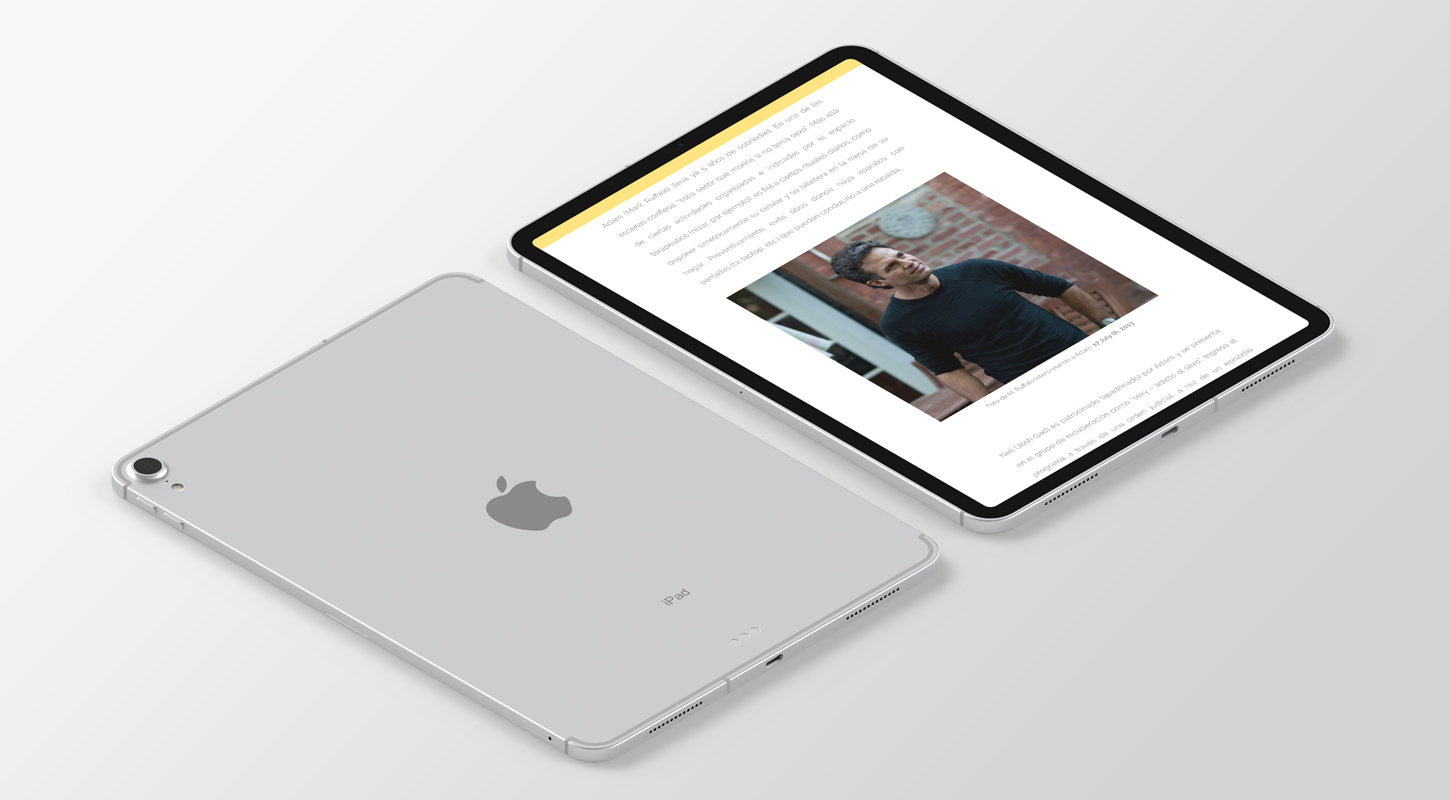 Adam (Mark Ruffalo) lleva ya 5 años de sobriedad. En una de las
escenas confiesa: "solía sentir que moriría si no tenía sexo". Más allá
de ciertas actividades organizadas e indicadas por el espacio
terapéutico (rezar, por ejemplo), es fiel a ciertos rituales diarios, como
disponer simétricamente su celular y su billetera en la mesa de su
hogar. Preventivamente, evita sitios donde haya aparatos con
pantallas (tv, laptop, etc.) que puedan conducirlo a una recaída.
Foto de M. Ruffalo interpretando a Adam. 17 July th, 2013
Neil (Josh Gad) es patrocinado (apadrinado) por Adam y se presenta
en el grupo de recuperación como "sexy – adicto al sexo". Ingresa al
programa a través de una orden judicial, a raíz de un episodio
iPad